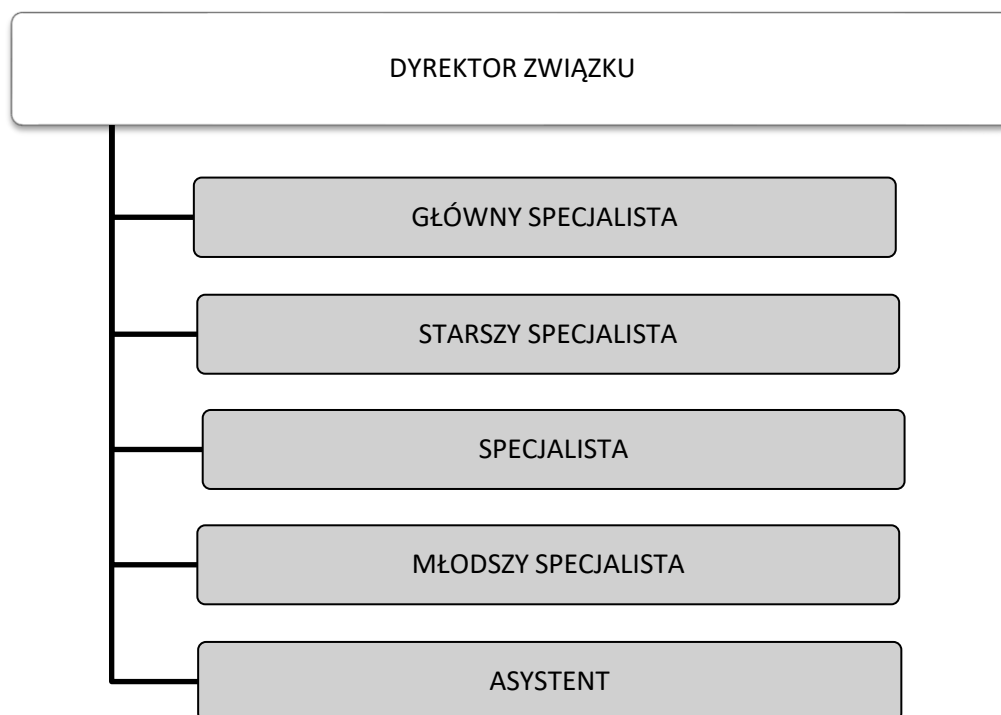 DYREKTOR ZWIĄZKU
GŁÓWNY SPECJALISTA
STARSZY SPECJALISTA
SPECJALISTA
MŁODSZY SPECJALISTA
ASYSTENT